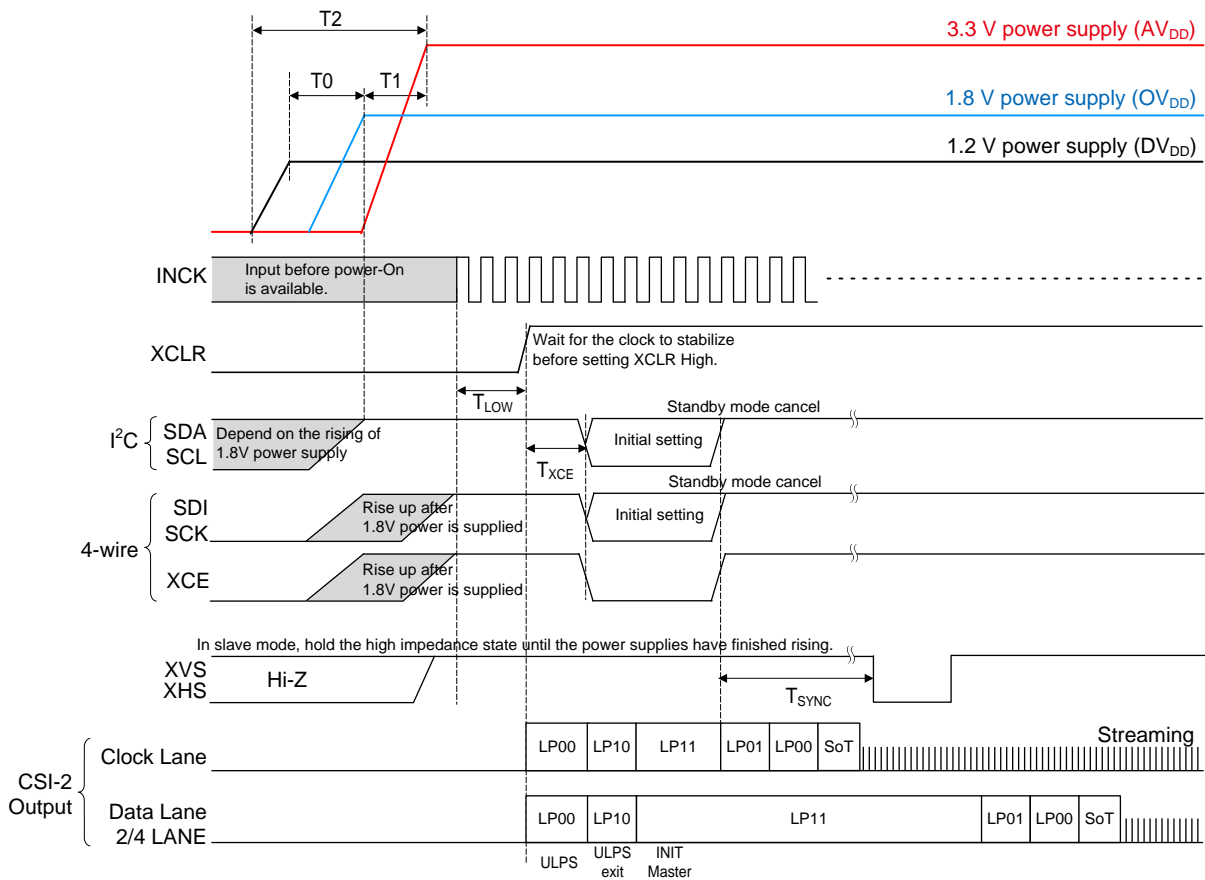 T2
3.3 V power supply (AVDD)
T0
T1
1.8 V power supply (OVDD)
1.2 V power supply (DVDD)
INCK
Input before power-On
is available.
XCLR
Wait for the clock to stabilize
before setting XCLR High.
TLOW
Standby mode cancel
I2C
SDA
SCL
Depend on the rising of
1.8V power supply
Initial setting
TXCE
Standby mode cancel
4-wire
SDI
SCK
Rise up after
1.8V power is supplied
Initial setting
XCE
Rise up after
1.8V power is supplied
In slave mode, hold the high impedance state until the power supplies have finished rising.
XVS
XHS
Hi-Z
TSYNC
CSI-2
Output
Clock Lane
LP00
LP10
LP11
LP01
LP00
SoT
Streaming
Data Lane
2/4 LANE
LP00
LP10
LP11
LP01
LP00
SoT
ULPS
ULPS
exit
INIT
Master